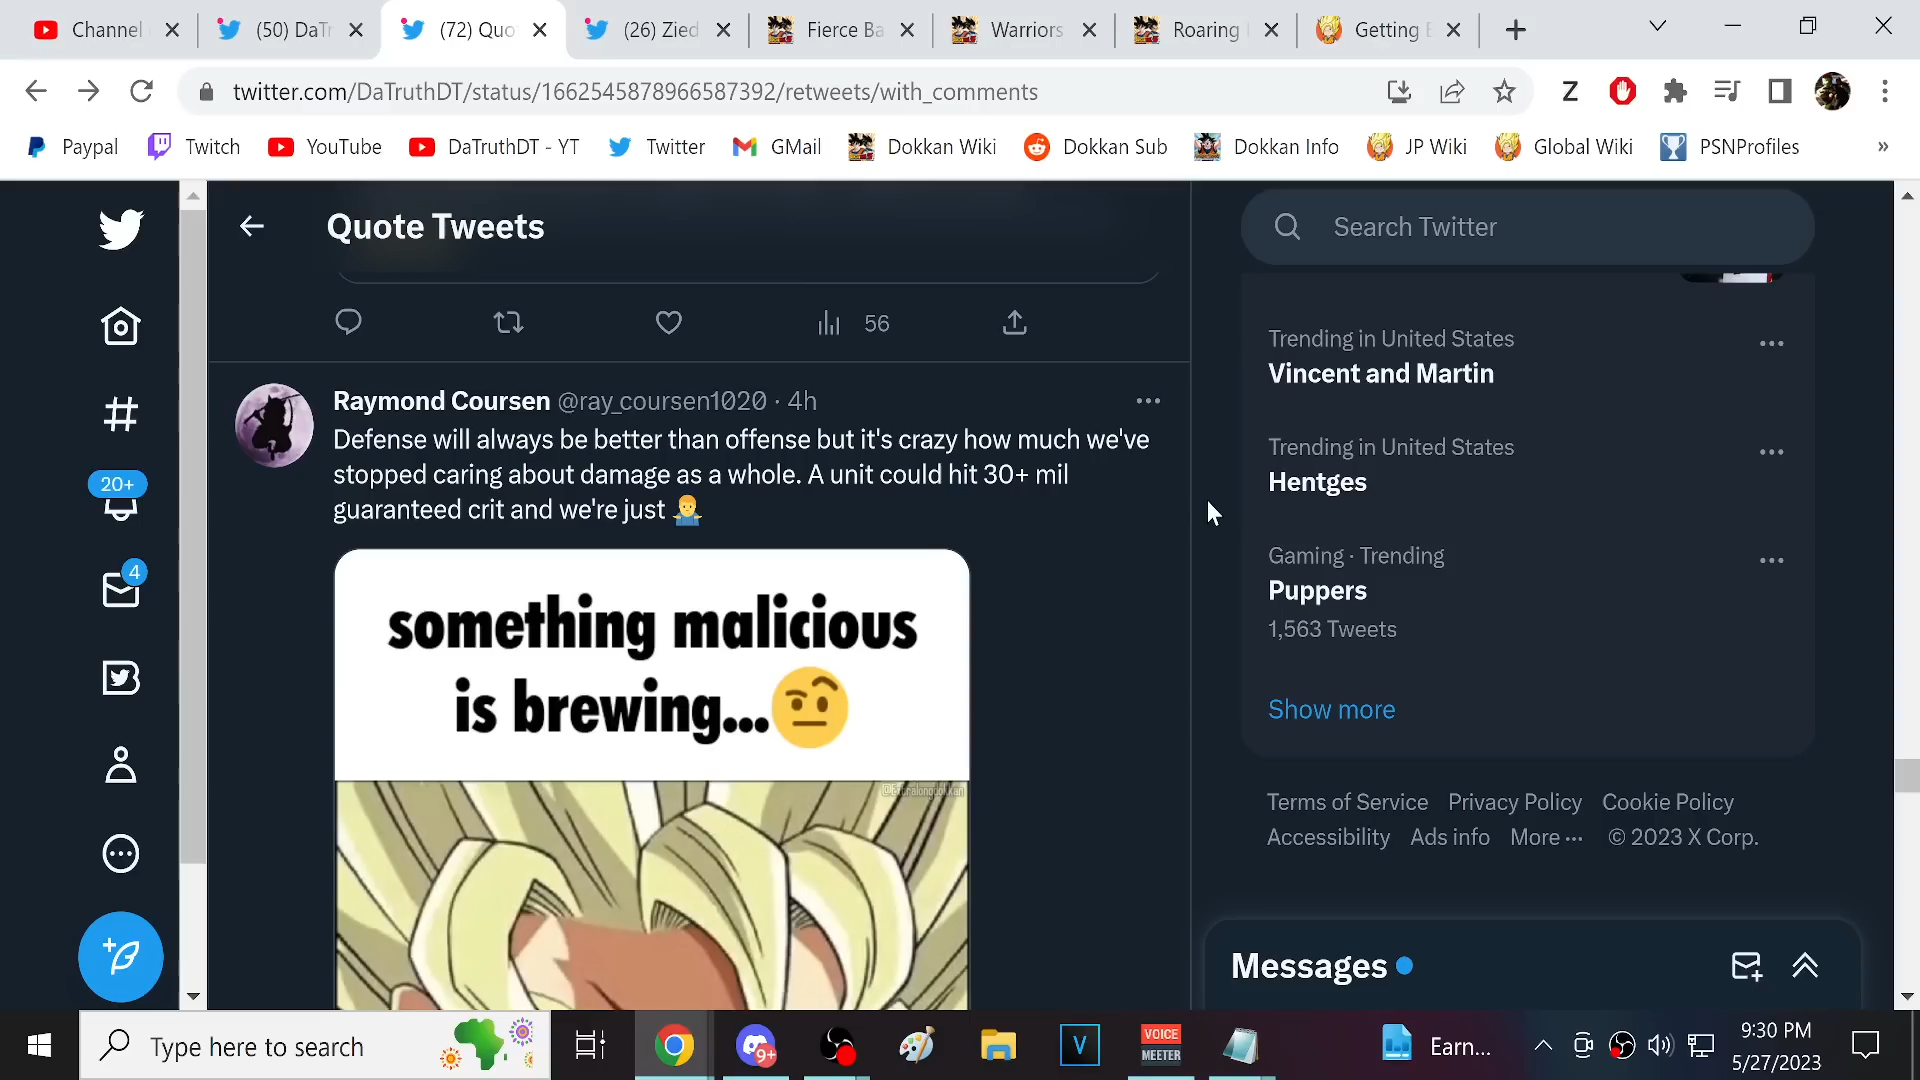 Channel
(50) DaTr
(72) Quo
(26) Zied
Fierce Ba
Warriors
Roaring
Getting
twitter.com/DaTruthDT/status/1662545878966587392/retweets/with_comments
Paypal
Twitch
YouTube
DaTruthDT - YT
Twitter
GMail
Dokkan Wiki
Dokkan Sub
Dokkan Info
JP Wiki
Global Wiki
PSNProfiles
»
Quote Tweets
Search Twitter
56
20+
4
Raymond Coursen @ray_coursen1020 · 4h
Defense will always be better than offense but it's crazy how much we've
stopped caring about damage as a whole. A unit could hit 30+ mil
guaranteed crit and we're just 🤷‍♂️
something malicious
is brewing...🤨
Trending in United States
Vincent and Martin
Trending in United States
Hentges
Gaming · Trending
Puppers
1,563 Tweets
Show more
Terms of Service Privacy Policy Cookie Policy
Accessibility Ads info More ··· © 2023 X Corp.
Messages
Type here to search
9+
V
VOICE
MEETER
Earn...
9:30 PM
5/27/2023